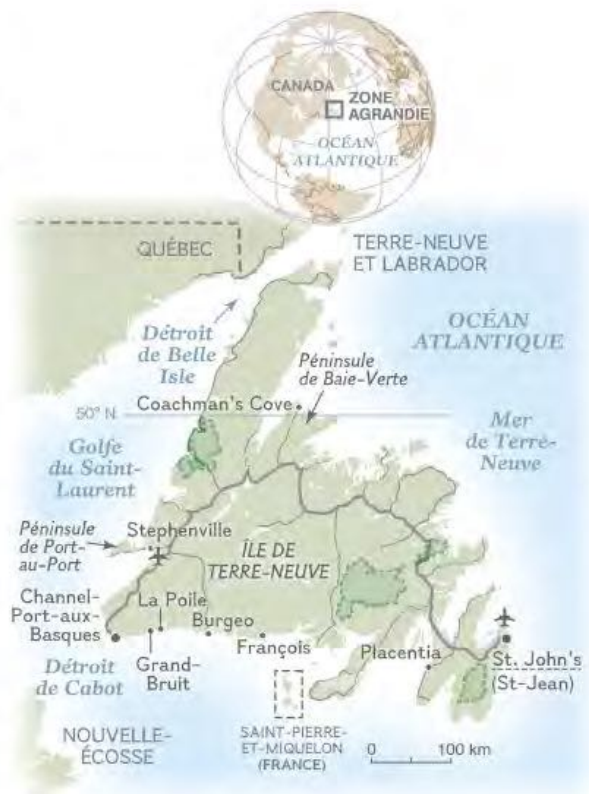 CANADA
ZONE
AGRANDIE
OCÉAN
ATLANTIQUE
QUÉBEC
TERRE-NEUVE
ET LABRADOR
Détroit
de Belle
Isle
OCÉAN
ATLANTIQUE
Péninsule
de Baie-Verte
50° N
Coachman's Cove
Golfe
du Saint-
Laurent
Mer
de Terre-
Neuve
Péninsule
de Port-
au-Port
Stephenville
ÎLE DE
TERRE-NEUVE
Channel-
Port-aux-
Basques
La Poile
Burgeo
François
Placentia
St. John's
(St-Jean)
Détroit
de Cabot
Grand-
Bruit
NOUVELLE-
ÉCOSSE
SAINT-PIERRE-
ET-MIQUELON
(FRANCE)
0 100 km